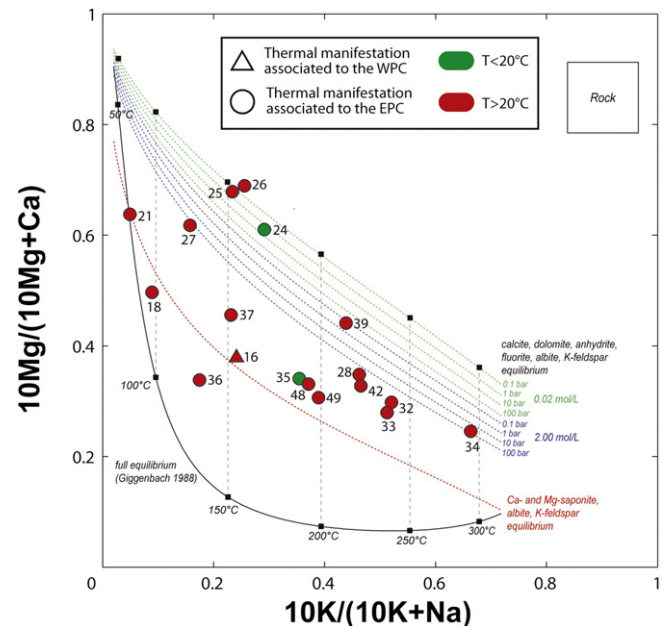 1
0.8
0.6
0.4
0.2
0
0
0.2
0.4
0.6
0.8
1
10Mg/(10Mg+Ca)
10K/(10K+Na)
Thermal manifestation
associated to the WPC
Thermal manifestation
associated to the EPC
T<20°C
T>20°C
Rock
50°C
100°C
150°C
200°C
250°C
300°C
21
18
27
25
26
24
37
16
36
35
48
49
39
28
42
32
33
34
calcite, dolomite, anhydrite,
fluorite, albite, K-feldspar
equilibrium
0.1 bar
1 bar
10 bar
100 bar
0.02 mol/L
0.1 bar
1 bar
10 bar
100 bar
2.00 mol/L
full equilibrium
(Giggenbach 1988)
Ca- and Mg-saponite,
albite, K-feldspar
equilibrium